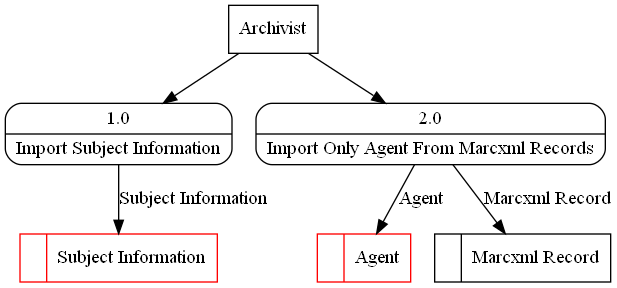 Archivist
1.0
Import Subject Information
2.0
Import Only Agent From Marcxml Records
Subject Information
Agent
Marcxml Record
Subject Information
Agent
Marcxml Record